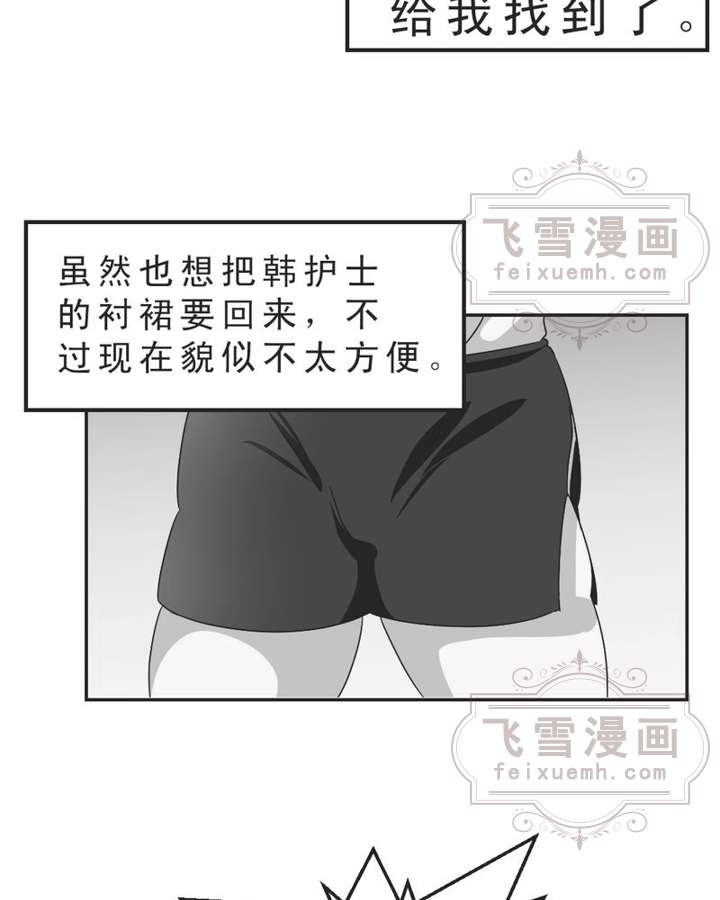 给我找到了。
飞雪漫画
feixuemh.com
虽然也想把韩护士
的衬裙要回来，不
过现在貌似不太方便。
飞雪漫画
feixuemh.com